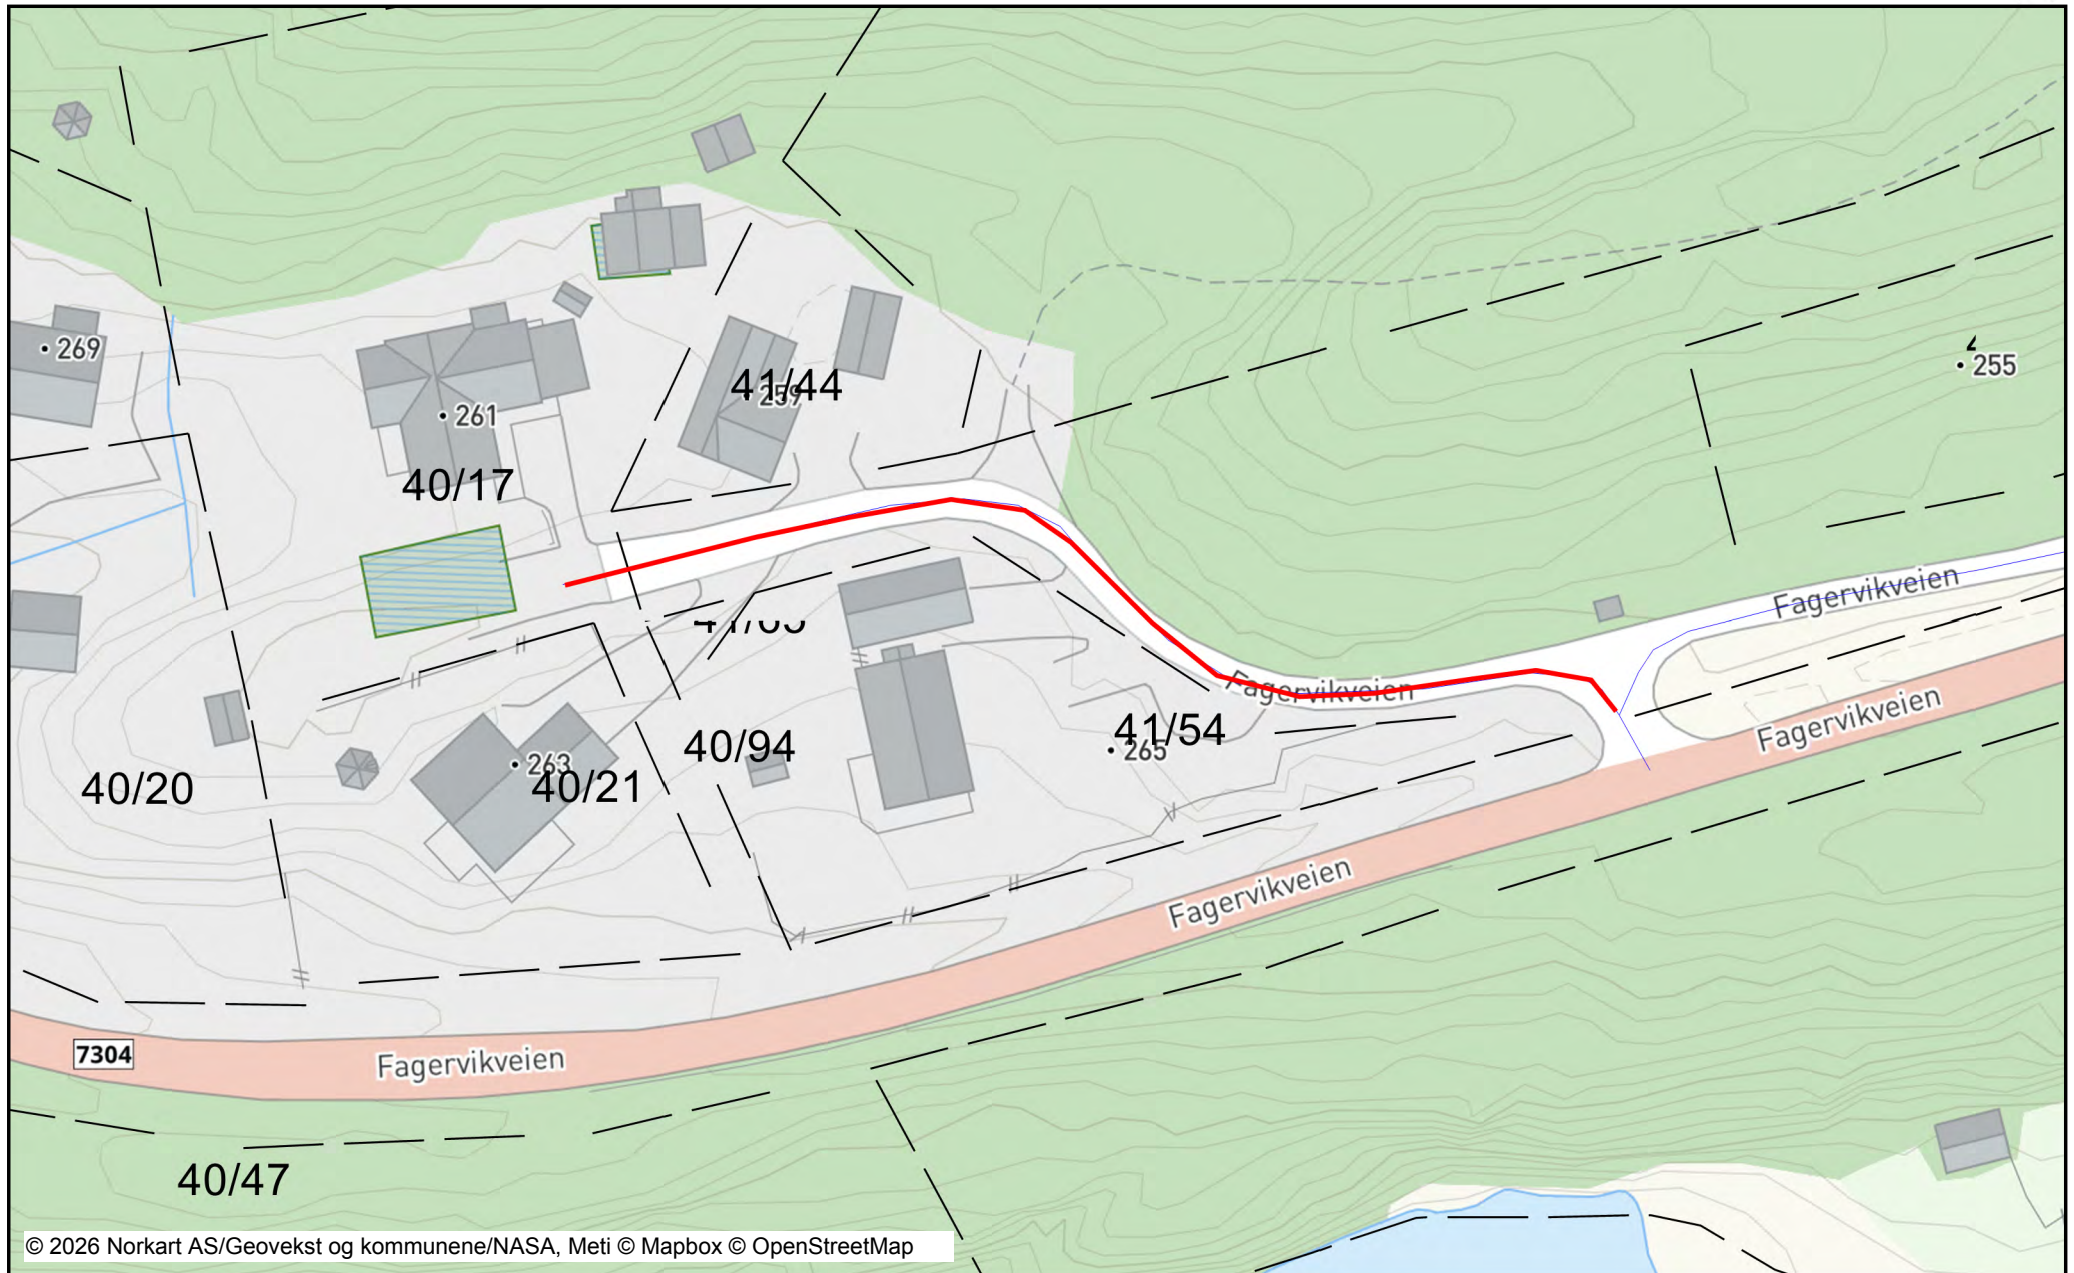 269
261
41/44
259
255
40/17
Fagervikveien
Fagervikveien
Fagervikveien
41/54
265
40/94
263
40/21
40/20
Fagervikveien
7304
Fagervikveien
40/47
© 2026 Norkart AS/Geovekst og kommunene/NASA, Meti © Mapbox © OpenStreetMap